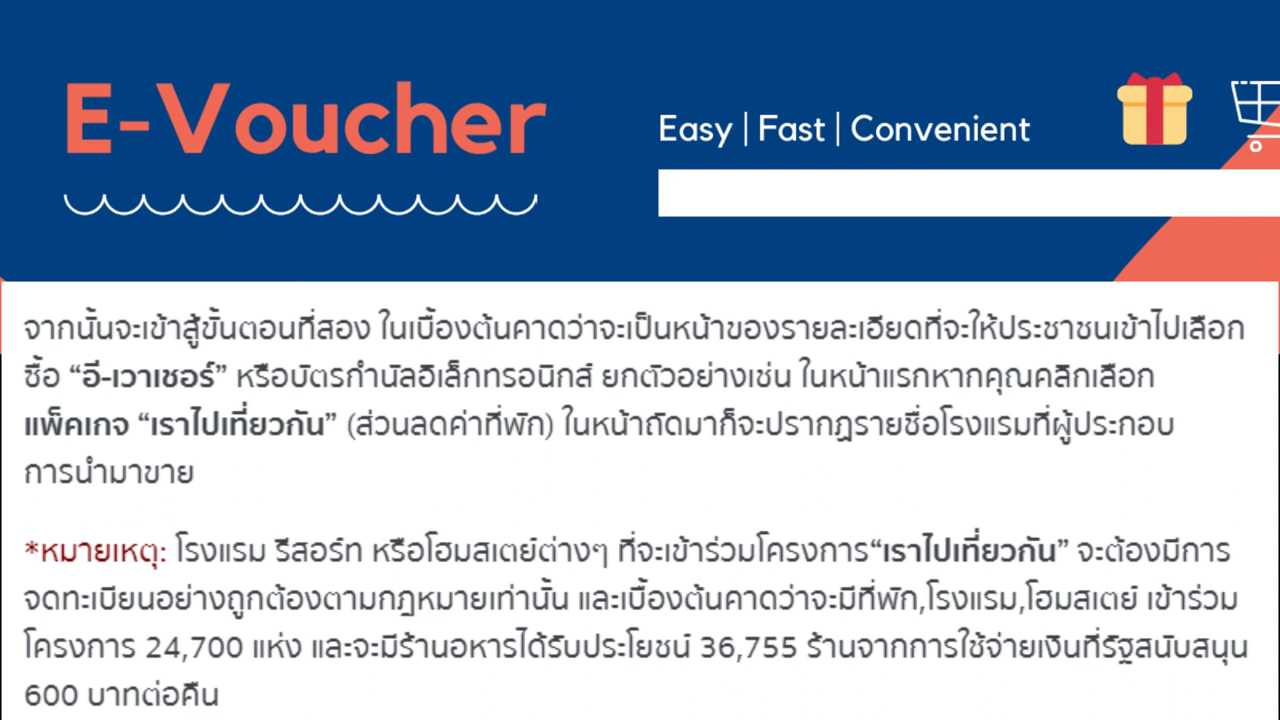 E-Voucher
Easy | Fast | Convenient
จากนั้นจะเข้าสู้ขั้นตอนที่สอง ในเบื้องต้นคาดว่าจะเป็นหน้าของรายละเอียดที่จะให้ประชาชนเข้าไปเลือก
ซื้อ “อี-เวาเชอร์” หรือบัตรกำนัลอิเล็กทรอนิกส์ ยกตัวอย่างเช่น ในหน้าแรกหากคุณคลิกเลือก
แพ็คเกจ “เราไปเที่ยวกัน” (ส่วนลดค่าที่พัก) ในหน้าถัดมาก็จะปรากฏรายชื่อโรงแรมที่ผู้ประกอบ
การนำมาขาย
*หมายเหตุ: โรงแรม รีสอร์ท หรือโฮมสเตย์ต่างๆ ที่จะเข้าร่วมโครงการ“เราไปเที่ยวกัน” จะต้องมีการ
จดทะเบียนอย่างถูกต้องตามกฎหมายเท่านั้น และเบื้องต้นคาดว่าจะมีที่พัก,โรงแรม,โฮมสเตย์ เข้าร่วม
โครงการ 24,700 แห่ง และจะมีร้านอหารได้รับประโยชน์ 36,755 ร้านจากการใช้จ่ายเงินที่รัฐสนับสนุน
600 บาทต่อคืน